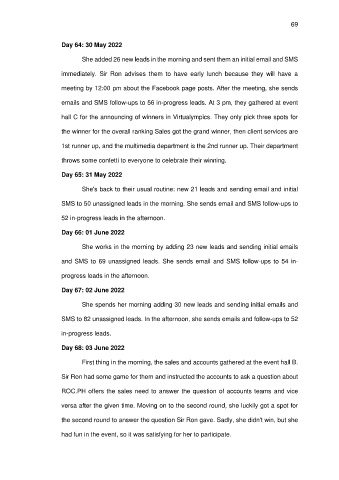 69
Day 64: 30 May 2022
She added 26 new leads in the morning and sent them an initial email and SMS
immediately. Sir Ron advises them to have early lunch because they will have a
meeting by 12:00 pm about the Facebook page posts. After the meeting, she sends
emails and SMS follow-ups to 56 in-progress leads. At 3 pm, they gathered at event
hall C for the announcing of winners in Virtualympics. They only pick three spots for
the winner for the overall ranking Sales got the grand winner, then client services are
1st runner up, and the multimedia department is the 2nd runner up. Their department
throws some confetti to everyone to celebrate their winning.
Day 65: 31 May 2022
She's back to their usual routine: new 21 leads and sending email and initial
SMS to 50 unassigned leads in the morning. She sends email and SMS follow-ups to
52 in-progress leads in the afternoon.
Day 66: 01 June 2022
She works in the morning by adding 23 new leads and sending initial emails
and SMS to 69 unassigned leads. She sends email and SMS follow-ups to 54 in-
progress leads in the afternoon.
Day 67: 02 June 2022
She spends her morning adding 30 new leads and sending initial emails and
SMS to 82 unassigned leads. In the afternoon, she sends emails and follow-ups to 52
in-progress leads.
Day 68: 03 June 2022
First thing in the morning, the sales and accounts gathered at the event hall B.
Sir Ron had some game for them and instructed the accounts to ask a question about
ROC.PH offers the sales need to answer the question of accounts teams and vice
versa after the given time. Moving on to the second round, she luckily got a spot for
the second round to answer the question Sir Ron gave. Sadly, she didn't win, but she
had fun in the event, so it was satisfying for her to participate.